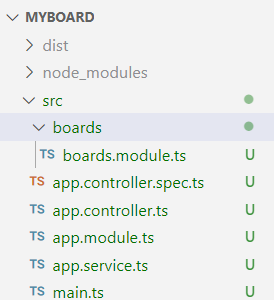 MYBOARD
dist
node_modules
src
boards
TS boards.module.ts U
TS app.controller.spec.ts U
TS app.controller.ts U
TS app.module.ts U
TS app.service.ts U
TS main.ts U